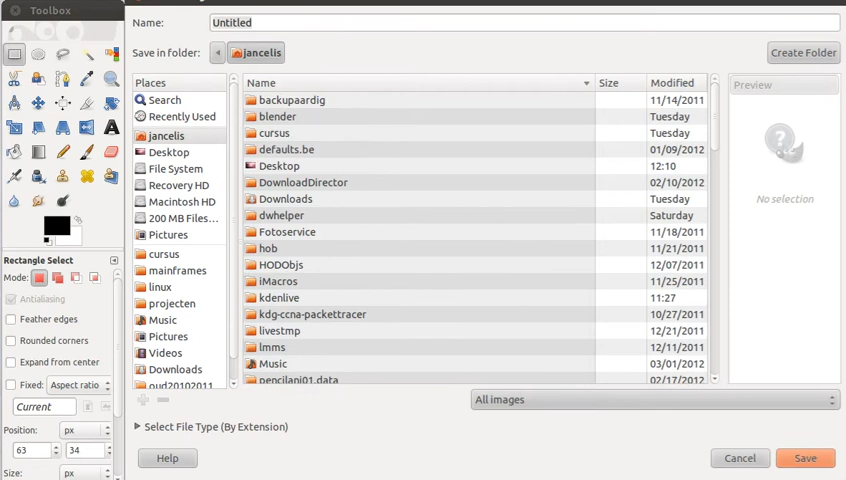 Toolbox
Name: Untitled
Save in folder: jancelis Create Folder
Places
Search
Recently Used
jancelis
Desktop
File System
Recovery HD
Macintosh HD
200 MB Files...
Pictures
cursus
mainframes
linux
projecten
Music
Pictures
Videos
Downloads
oud20102011
Name Size Modified
backupaardig 11/14/2011
blender Tuesday
cursus Tuesday
defaults.be 01/09/2012
Desktop 12:10
DownloadDirector 02/10/2012
Downloads Tuesday
dwhelper Saturday
Fotoservice 11/18/2011
hob 11/21/2011
HODObjs 12/07/2011
iMacros 11/25/2011
kdenlive 11:27
kdg-ccna-packettracer 10/27/2011
livestmp 12/21/2011
lmms 12/11/2011
Music 03/01/2012
pencilani01.data 02/17/2012
Preview
No selection
All images
Select File Type (By Extension)
Help Cancel Save
Rectangle Select
Mode:
Antialiasing
Feather edges
Rounded corners
Expand from center
Fixed: Aspect ratio
Current
Position: px
63 34
Size: px